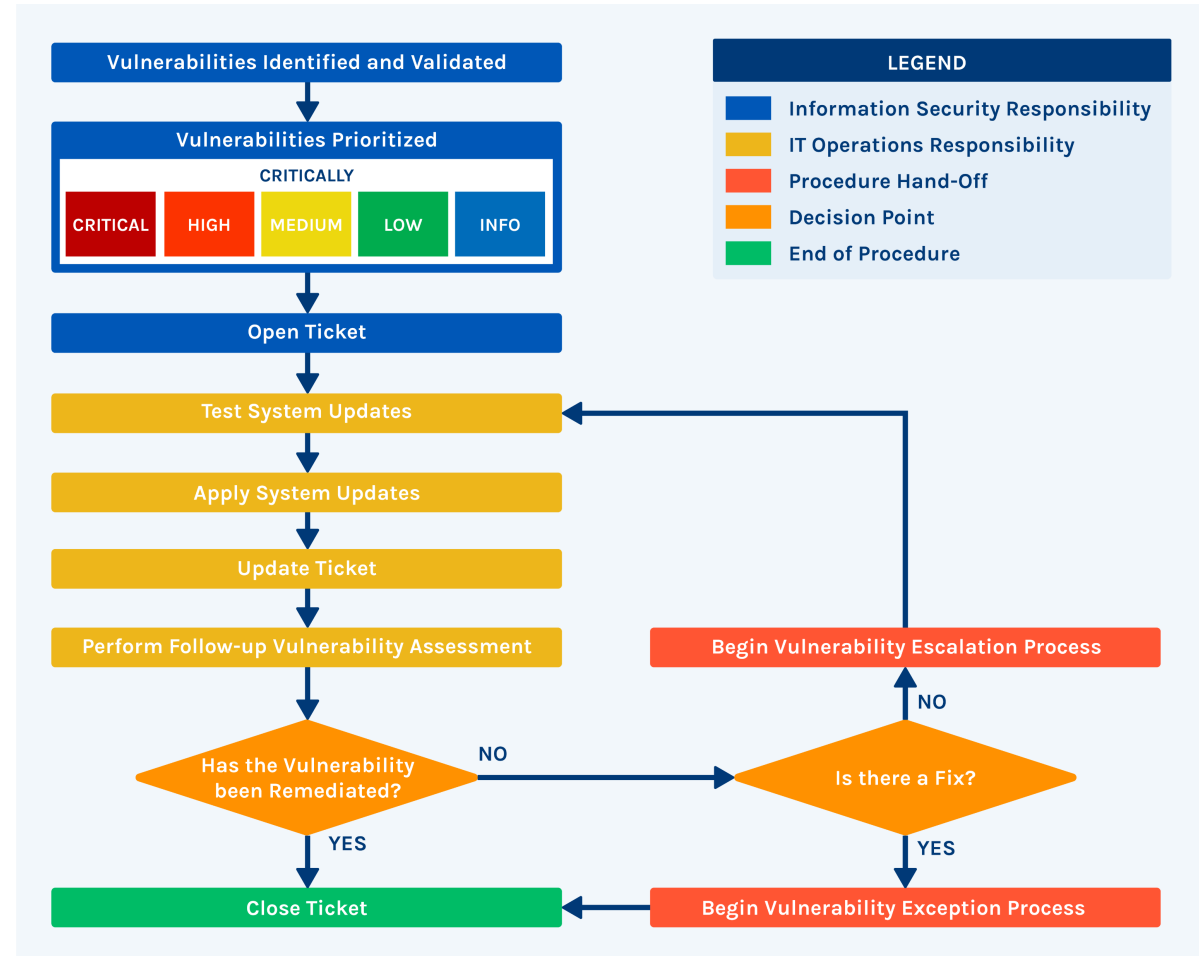 Vulnerabilities Identified and Validated
Vulnerabilities Prioritized
CRITICALLY
CRITICAL
HIGH
MEDIUM
LOW
INFO
Open Ticket
Test System Updates
Apply System Updates
Update Ticket
Perform Follow-up Vulnerability Assessment
Has the Vulnerability
been Remediated?
NO
YES
Close Ticket
LEGEND
Information Security Responsibility
IT Operations Responsibility
Procedure Hand-Off
Decision Point
End of Procedure
Begin Vulnerability Escalation Process
NO
Is there a Fix?
YES
Begin Vulnerability Exception Process